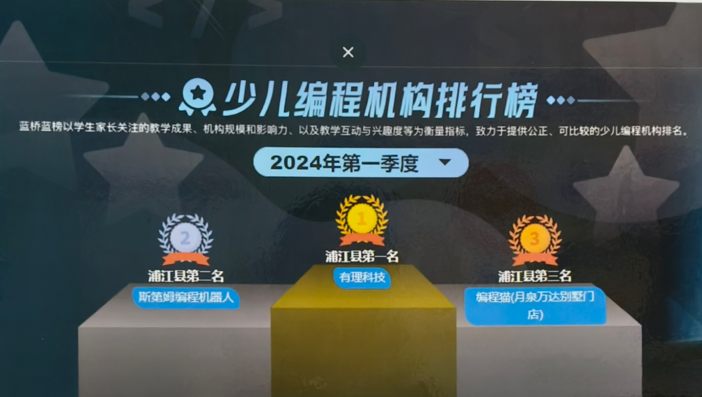 少儿编程机构排行榜
蓝桥蓝榜以学生家长关注的教学成果、机构规模和影响力、以及教学互动与兴趣度等为衡量指标，致力于提供公正、可比较的少儿编程机构排名。
2024年第一季度
1
浦江县第一名
有理科技
2
浦江县第二名
斯第姆编程机器人
3
浦江县第三名
编程猫(月泉万达别墅门
店)